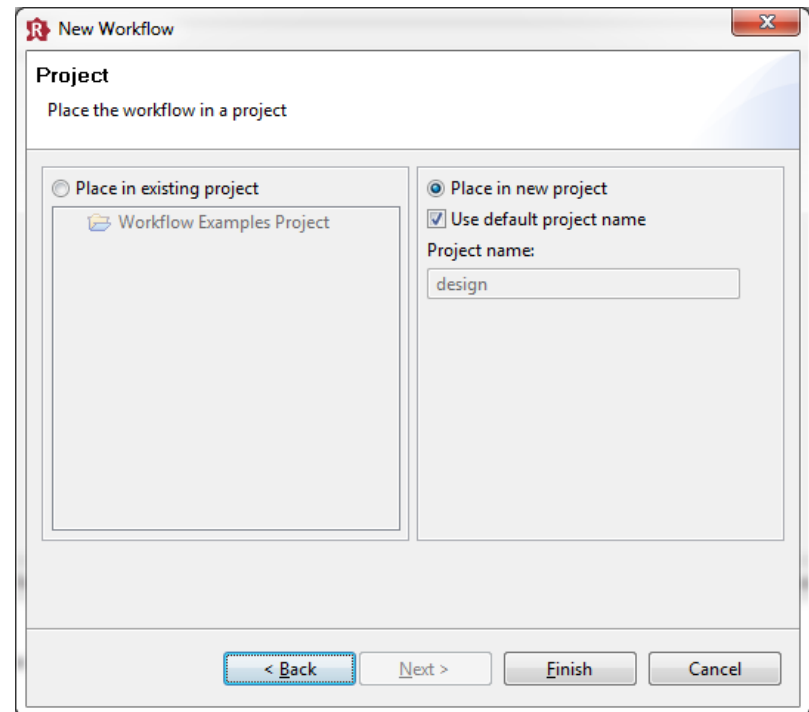 New Workflow
Project
Place the workflow in a project
Place in existing project
Workflow Examples Project
Place in new project
Use default project name
Project name:
design
< Back
Next >
Finish
Cancel